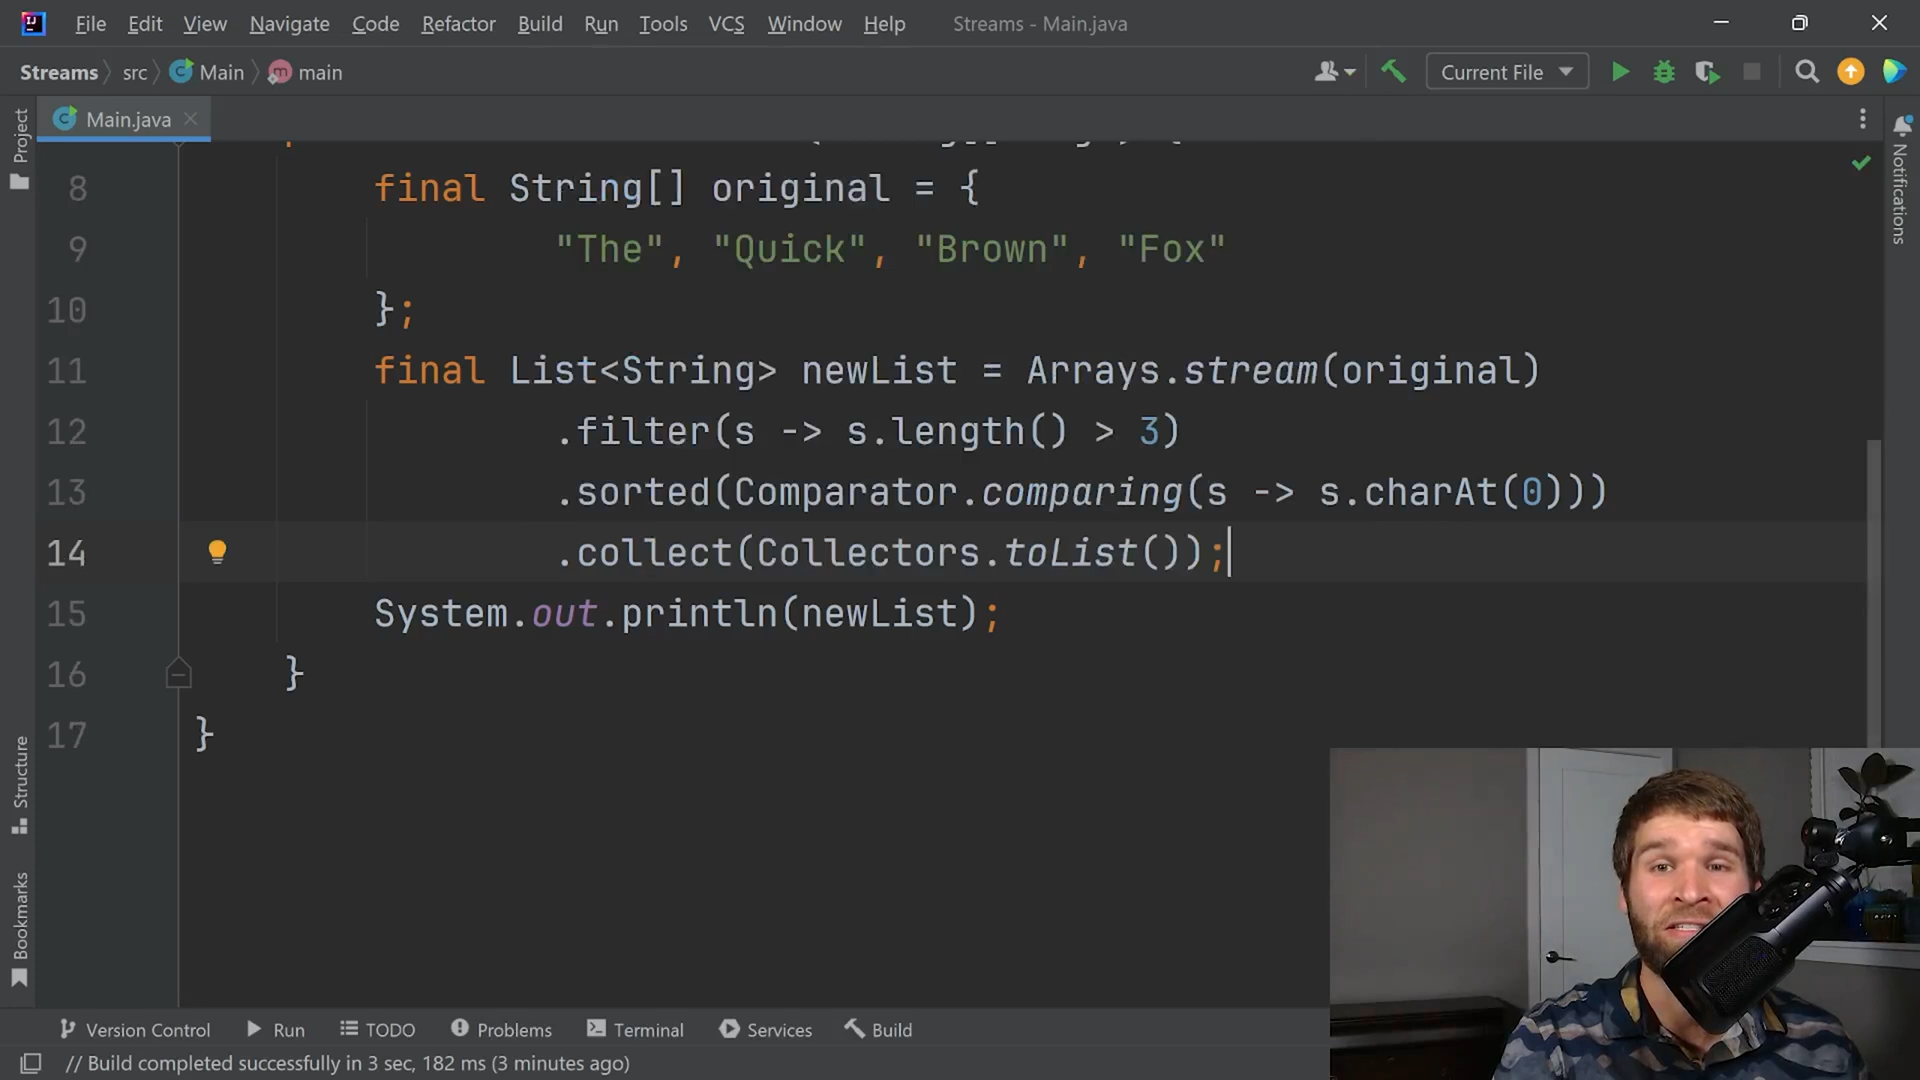 File Edit View Navigate Code Refactor Build Run Tools VCS Window Help Streams - Main.java
Streams src Main main Current File
Project
Main.java
Notifications
8 final String[] original = {
9 "The", "Quick", "Brown", "Fox"
10 };
11 final List<String> newList = Arrays.stream(original)
12 .filter(s -> s.length() > 3)
13 .sorted(Comparator.comparing(s -> s.charAt(0)))
14 .collect(Collectors.toList());
15 System.out.println(newList);
16 }
17 }
Structure
Bookmarks
Version Control Run TODO Problems Terminal Services Build
// Build completed successfully in 3 sec, 182 ms (3 minutes ago)